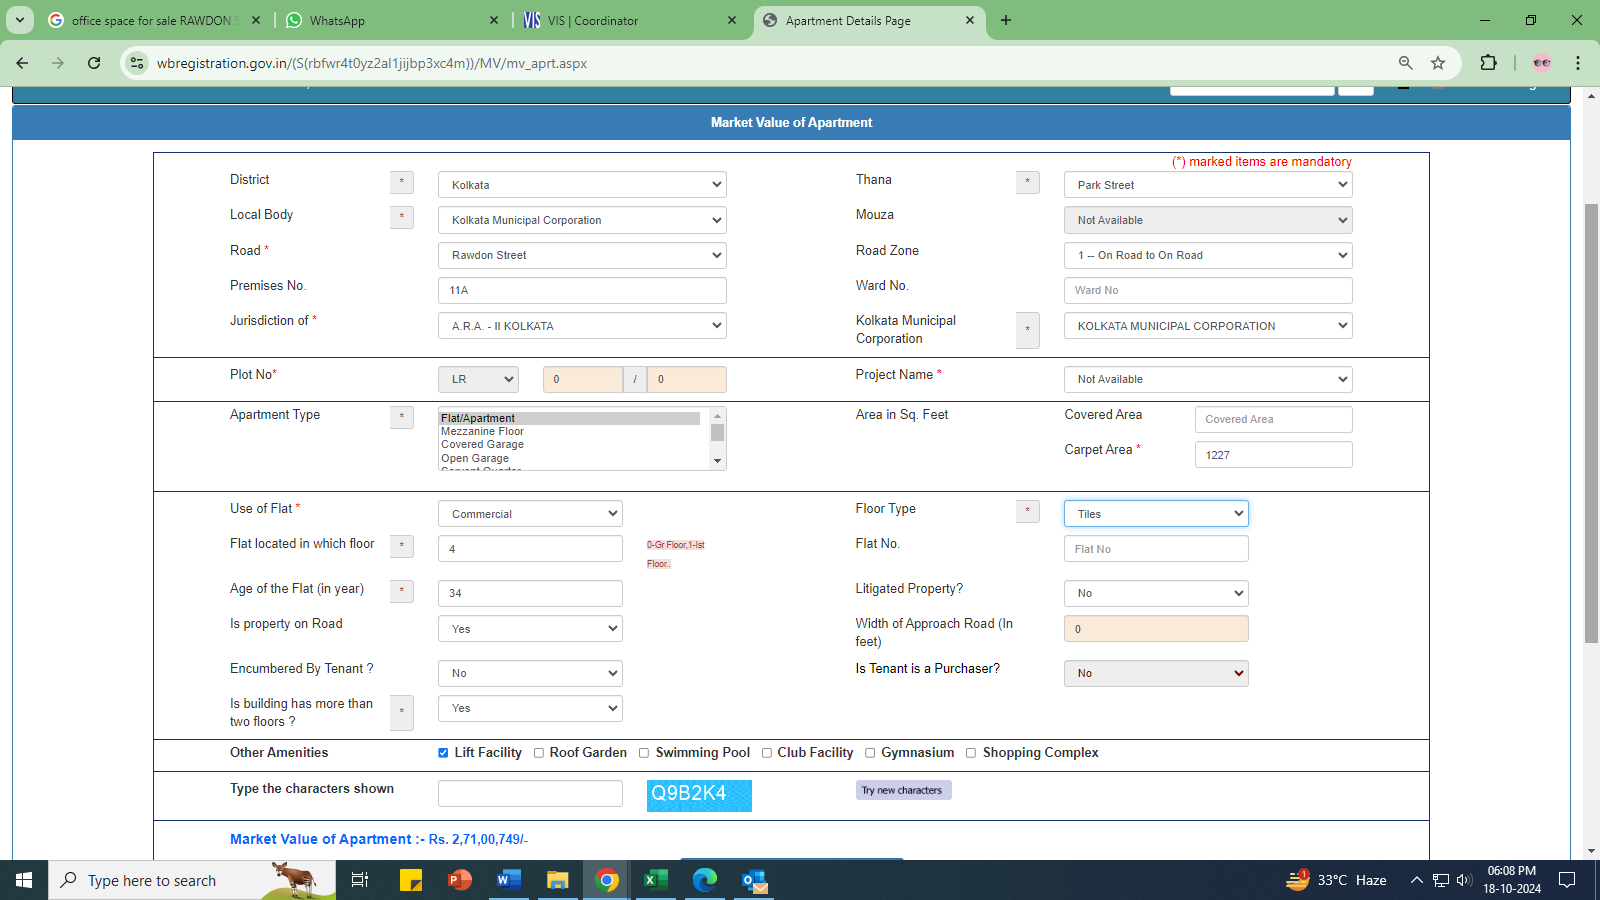 office space for sale RAWDON S
WhatsApp
VIS | Coordinator
Apartment Details Page
wbregistration.gov.in/(S(rbfwr4t0yz2al1jijbp3xc4m))/MV/mv_aprt.aspx
Market Value of Apartment
(*) marked items are mandatory
District * Kolkata Thana * Park Street
Local Body * Kolkata Municipal Corporation Mouza Not Available
Road * Rawdon Street Road Zone 1 -- On Road to On Road
Premises No. 11A Ward No. Ward No
Jurisdiction of * A.R.A. - II KOLKATA Kolkata Municipal Corporation * KOLKATA MUNICIPAL CORPORATION
Plot No* LR 0 / 0 Project Name * Not Available
Apartment Type * Flat/Apartment Area in Sq. Feet Covered Area Covered Area
Mezzanine Floor
Covered Garage
Open Garage Carpet Area * 1227
Servant Quarter
Use of Flat * Commercial Floor Type * Tiles
Flat located in which floor * 4 0-Gr Floor,1-Ist Floor.. Flat No. Flat No
Age of the Flat (in year) * 34 Litigated Property? No
Is property on Road Yes Width of Approach Road (In feet) 0
Encumbered By Tenant ? No Is Tenant is a Purchaser? No
Is building has more than two floors ? * Yes
Other Amenities Lift Facility Roof Garden Swimming Pool Club Facility Gymnasium Shopping Complex
Type the characters shown Q9B2K4 Try new characters
Market Value of Apartment :- Rs. 2,71,00,749/-
Type here to search
1
33°C Haze
06:08 PM
18-10-2024